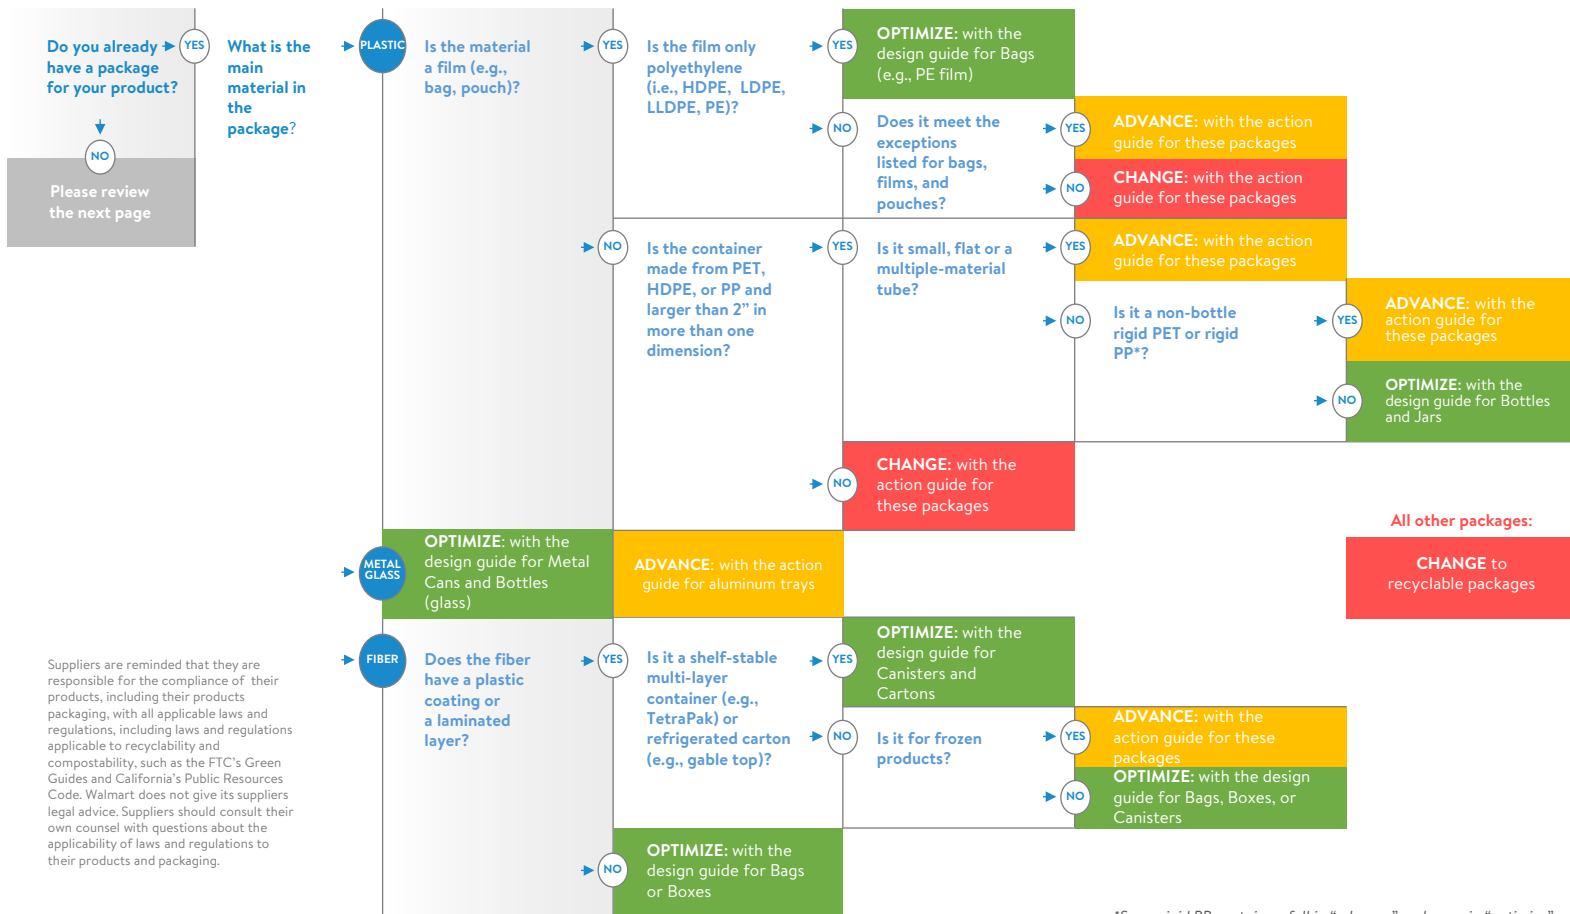 Do you already
have a package
for your product?
YES
NO
Please review
the next page
What is the
main
material in
the
package?
PLASTIC
Is the material
a film (e.g.,
bag, pouch)?
YES
Is the film only
polyethylene
(i.e., HDPE, LDPE,
LLDPE, PE)?
YES
OPTIMIZE: with the
design guide for Bags
(e.g., PE film)
NO
Does it meet the
exceptions
listed for bags,
films, and
pouches?
YES
ADVANCE: with the action
guide for these packages
NO
CHANGE: with the action
guide for these packages
NO
Is the container
made from PET,
HDPE, or PP and
larger than 2” in
more than one
dimension?
YES
Is it small, flat or a
multiple-material
tube?
YES
ADVANCE: with the action
guide for these packages
NO
Is it a non-bottle
rigid PET or rigid
PP*?
YES
ADVANCE: with the
action guide for
these packages
NO
OPTIMIZE: with the
design guide for Bottles
and Jars
NO
CHANGE: with the
action guide for
these packages
All other packages:
CHANGE to
recyclable packages
METAL
GLASS
OPTIMIZE: with the
design guide for Metal
Cans and Bottles
(glass)
ADVANCE: with the action
guide for aluminum trays
FIBER
Does the fiber
have a plastic
coating or
a laminated
layer?
YES
Is it a shelf-stable
multi-layer
container (e.g.,
TetraPak) or
refrigerated carton
(e.g., gable top)?
YES
OPTIMIZE: with the
design guide for
Canisters and
Cartons
NO
Is it for frozen
products?
YES
ADVANCE: with the
action guide for these
packages
NO
OPTIMIZE: with the design
guide for Bags, Boxes, or
Canisters
NO
OPTIMIZE: with the
design guide for Bags
or Boxes
Suppliers are reminded that they are
responsible for the compliance of their
products, including their products
packaging, with all applicable laws and
regulations, including laws and regulations
applicable to recyclability and
compostability, such as the FTC’s Green
Guides and California’s Public Resources
Code. Walmart does not give its suppliers
legal advice. Suppliers should consult their
own counsel with questions about the
applicability of laws and regulations to
their products and packaging.